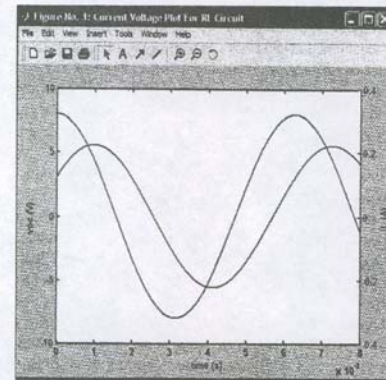 Figure No. 1: Current Voltage Plot For RL Circuit
File Edit View Insert Tools Window Help
A
10
5
0
-5
-10
0.4
0.2
0
0.2
0.4
0 1 2 3 4 5 6 7 8
time (s)
x 10